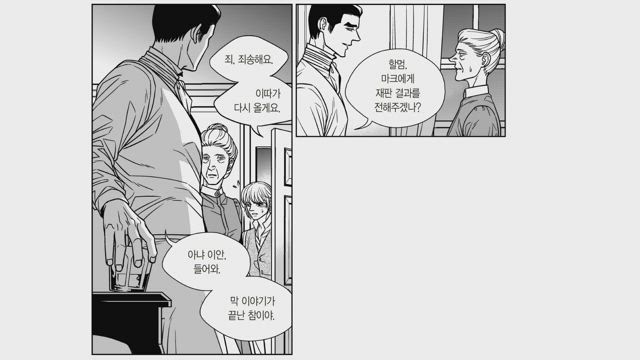 죄, 죄송해요.
이따가
다시 올게요.
아냐 이안.
들어와.
막 이야기가
끝난 참이야.
할멈.
마크에게
재판 결과를
전해주겠나?